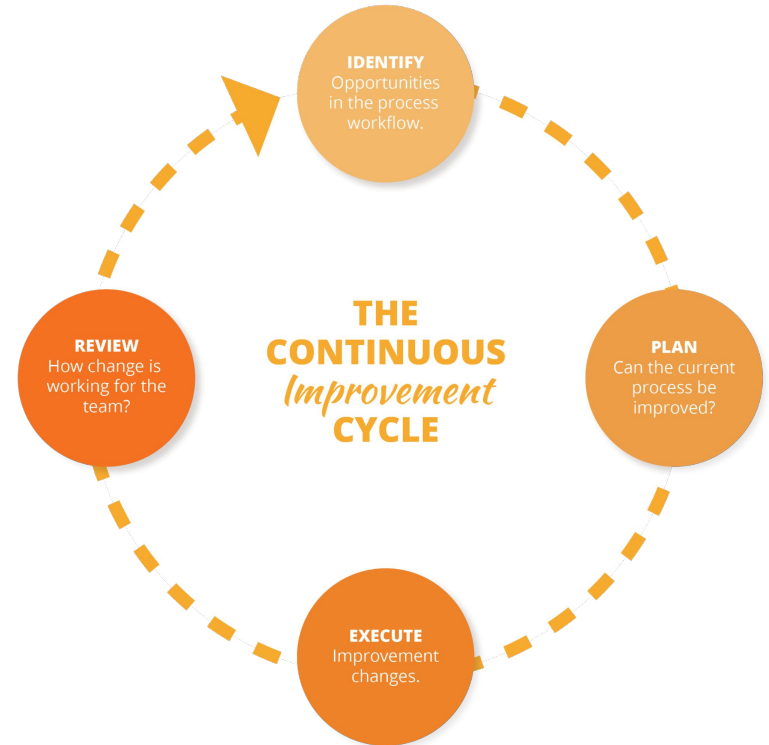 IDENTIFY
Opportunities
in the process
workflow.
THE
CONTINUOUS
Improvement
CYCLE
REVIEW
How change is
working for the
team?
PLAN
Can the current
process be
improved?
EXECUTE
Improvement
changes.